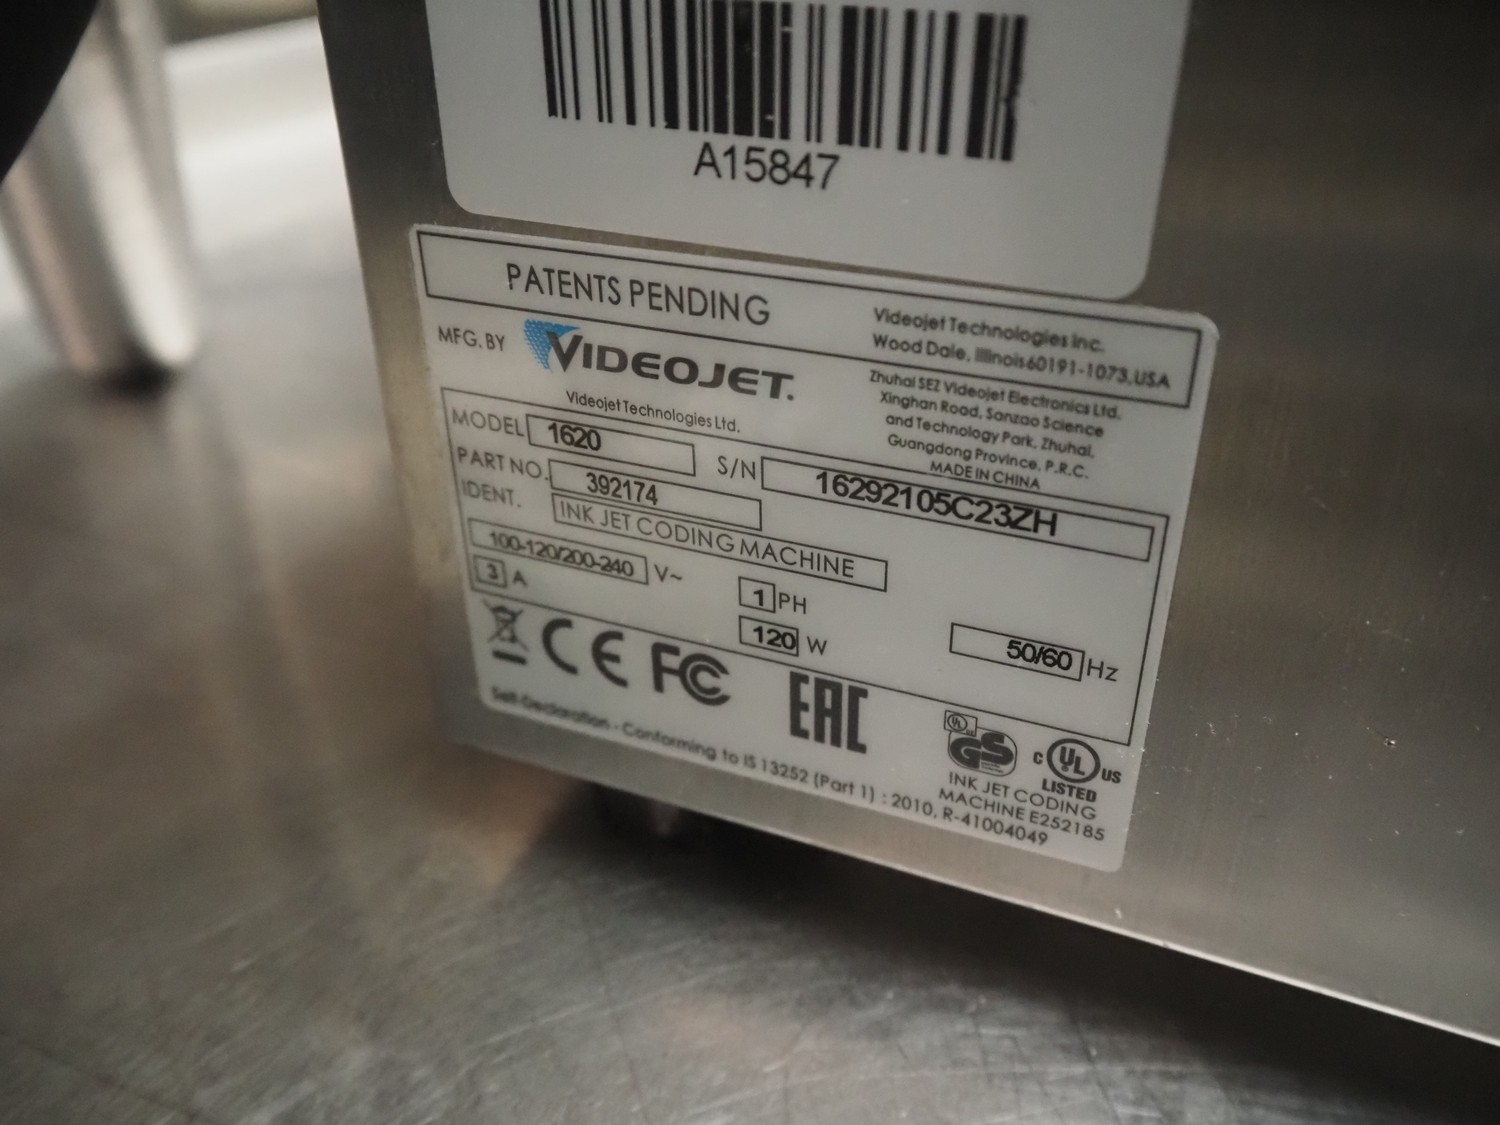 A15847
PATENTS PENDING
Videojet Technologies Inc.
Wood Dale, Illinois60191-1073,USA
MFG. BY VIDEOJET.
Videojet Technologies Ltd.
Zhuhai SEZ Videojet Electronics Ltd.
Xinghan Road, Sanzao Science
and Technology Park, Zhuhai,
Guangdong Province, P.R.C.
MADE IN CHINA
MODEL 1620
S/N 16292105C23ZH
PART NO. 392174
IDENT. INK JET CODING MACHINE
100-120/200-240 V~
1 PH
50/60 Hz
3 A
120 W
CE FC EAC
UL GS
c UL US
LISTED
INK JET CODING
MACHINE E252185
Self-Declaration - Conforming to IS 13252 (Part 1) : 2010, R-41004049